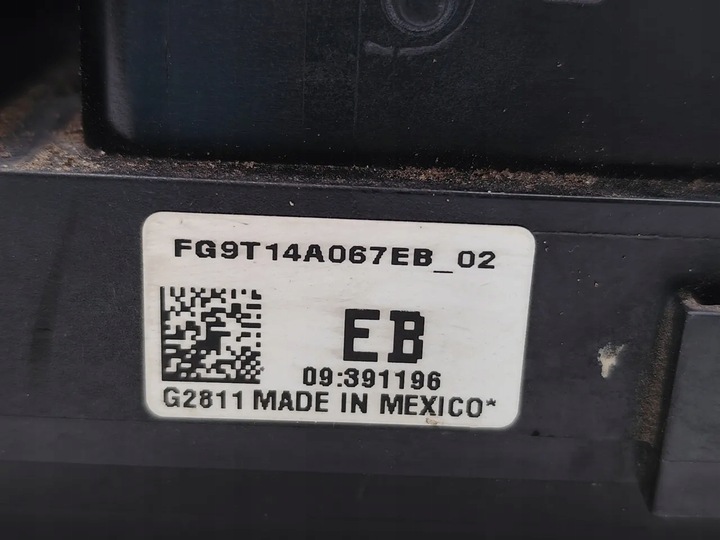 FG9T14A067EB_02
EB
09:391196
G2811 MADE IN MEXICO*